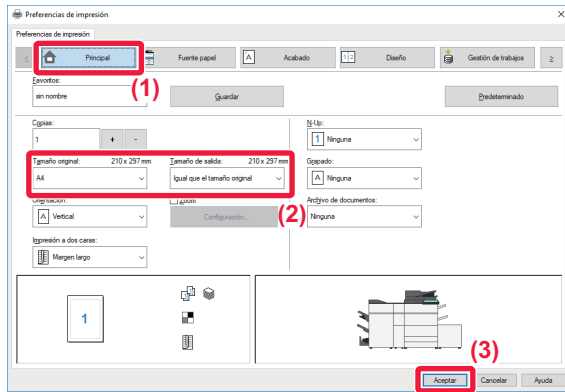 Preferencias de impresión
Preferencias de impresión
Principal
Fuente papel
Acabado
Diseño
Gestión de trabajos
(1)
Favoritos:
sin nombre
Guardar
Predeterminado
Copias:
1
+ -
N-Up:
Ninguna
Tamaño original: 210 x 297 mm
A4
Tamaño de salida: 210 x 297 mm
Igual que el tamaño original
Grapado:
Ninguna
(2)
Orientación:
Vertical
Zoom
Configuración...
Archivo de documentos:
Ninguna
Impresión a dos caras:
Margen largo
1
(3)
Aceptar
Cancelar
Ayuda